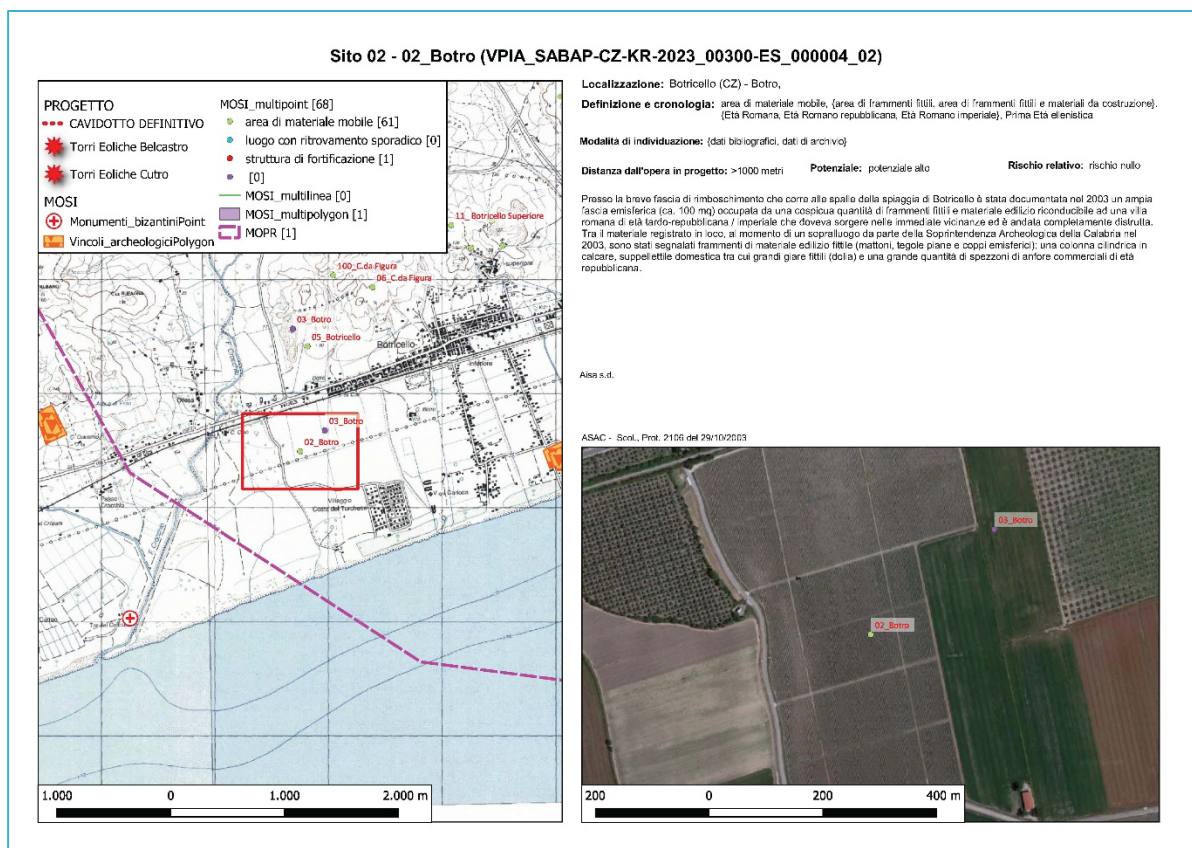 Sito 02 - 02_Botro (VPIA_SABAP-CZ-KR-2023_00300-ES_000004_02)
PROGETTO
CAVIDOTTO DEFINITIVO
Torri Eoliche Belcastro
Torri Eoliche Cutro
MOSI
Monumenti_bizantiniPoint
Vincoli_archeologiciPolygon
MOSI_multipoint [68]
area di materiale mobile [61]
luogo con ritrovamento sporadico [0]
struttura di fortificazione [1]
[0]
MOSI_multilinea [0]
MOSI_multipolygon [1]
MOPR [1]
11_Botricello Superiore
100_C.da Figura
06_C.da Figura
03_Botro
05_Botricello
Botricello
Inferiore
03_Botro
02_Botro
Villaggio
Costa del Turchese
1.000 0 1.000 2.000 m
Localizzazione: Botricello (CZ) - Botro,
Definizione e cronologia: area di materiale mobile, {area di frammenti fittili, area di frammenti fittili e materiali da costruzione}.
{Età Romana, Età Romano repubblicana, Età Romano imperiale}, Prima Età ellenistica
Modalità di individuazione: {dati bibliografici, dati di archivio}
Distanza dall'opera in progetto: >1000 metri Potenziale: potenziale alto Rischio relativo: rischio nullo
Presso la breve fascia di rimboschimento che corre alle spalle della spiaggia di Botricello è stata documentata nel 2003 un ampia
fascia emisferica (ca. 100 mq) occupata da una cospicua quantità di frammenti fittili e materiale edilizio riconducibile ad una villa
romana di età tardo-repubblicana / imperiale che doveva sorgere nelle immediate vicinanze ed è andata completamente distrutta.
Tra il materiale registrato in loco, al momento di un sopralluogo da parte della Soprintendenza Archeologica della Calabria nel
2003, sono stati segnalati frammenti di materiale edilizio fittile (mattoni, tegole piane e coppi emisferici); una colonna cilindrica in
calcare, suppellettile domestica tra cui grandi giare fittili (dolia) e una grande quantità di spezzoni di anfore commerciali di età
repubblicana.
Aisa s.d.
ASAC - Scol., Prot. 2106 del 29/10/2003
03_Botro
02_Botro
200 0 200 400 m